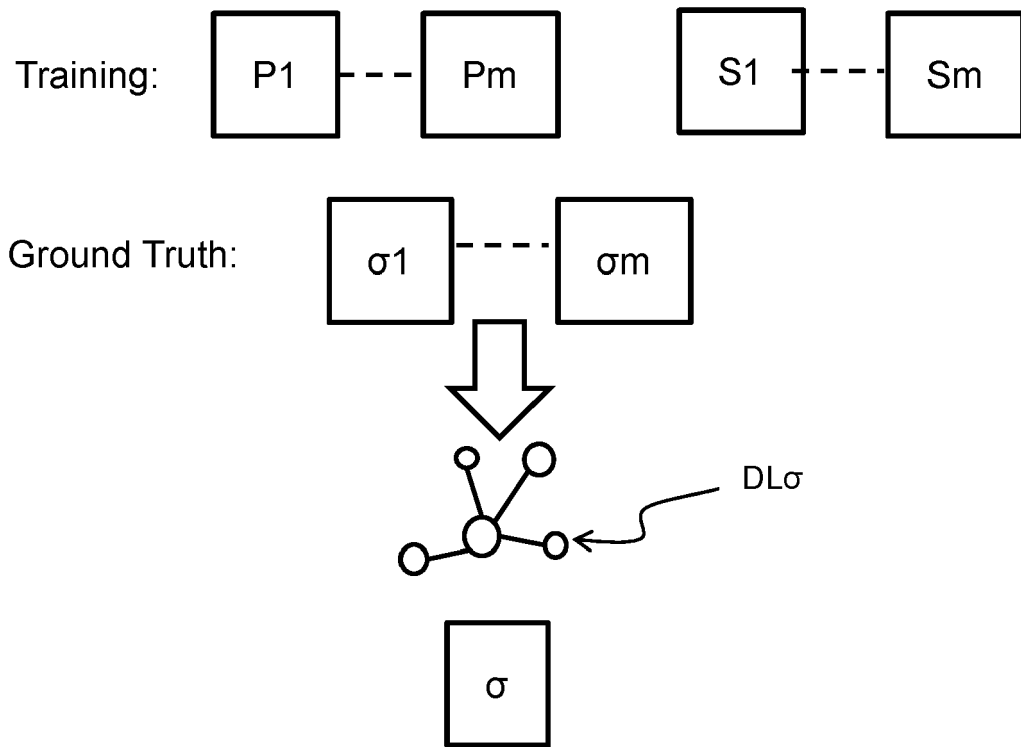 Training: P1 Pm S1 Sm
Ground Truth: σ1 σm
DLσ
σ